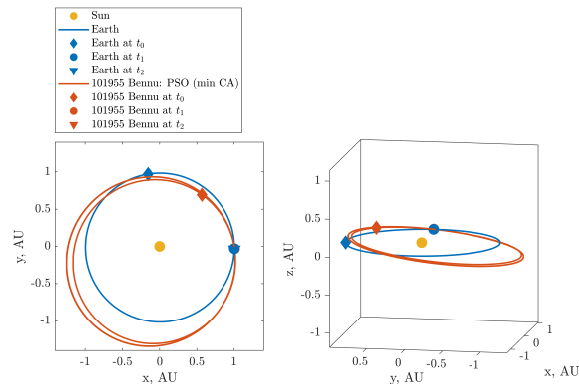 Sun
Earth
Earth at t₀
Earth at t₁
Earth at t₂
101955 Bennu: PSO (min CA)
101955 Bennu at t₀
101955 Bennu at t₁
101955 Bennu at t₂
y, AU
1
0.5
0
-0.5
-1
-1 -0.5 0 0.5 1
x, AU
z, AU
1
0.5
0
-0.5
-1
0.5 0 -0.5 -1
y, AU
1
0
-1
x, AU